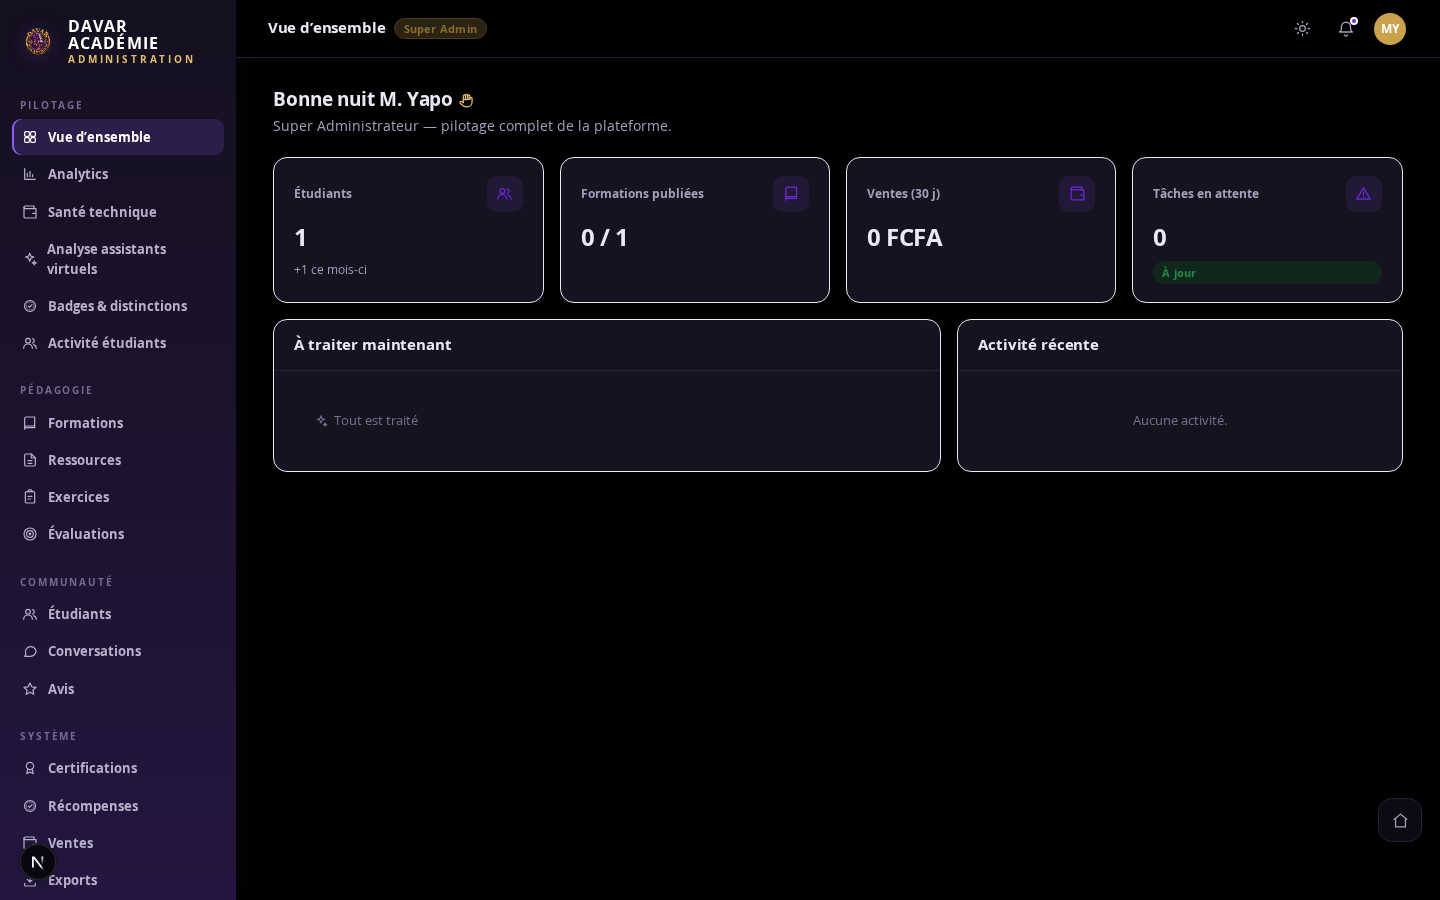 DAVAR
ACADÉMIE
ADMINISTRATION
PILOTAGE
Vue d’ensemble
Analytics
Santé technique
Analyse assistants
virtuels
Badges & distinctions
Activité étudiants
PÉDAGOGIE
Formations
Ressources
Exercices
Évaluations
COMMUNAUTÉ
Étudiants
Conversations
Avis
SYSTÈME
Certifications
Récompenses
Ventes
Exports
N
Vue d’ensemble Super Admin
MY
Bonne nuit M. Yapo
Super Administrateur — pilotage complet de la plateforme.
Étudiants
1
+1 ce mois-ci
Formations publiées
0 / 1
Ventes (30 j)
0 FCFA
Tâches en attente
0
À jour
À traiter maintenant
Tout est traité
Activité récente
Aucune activité.